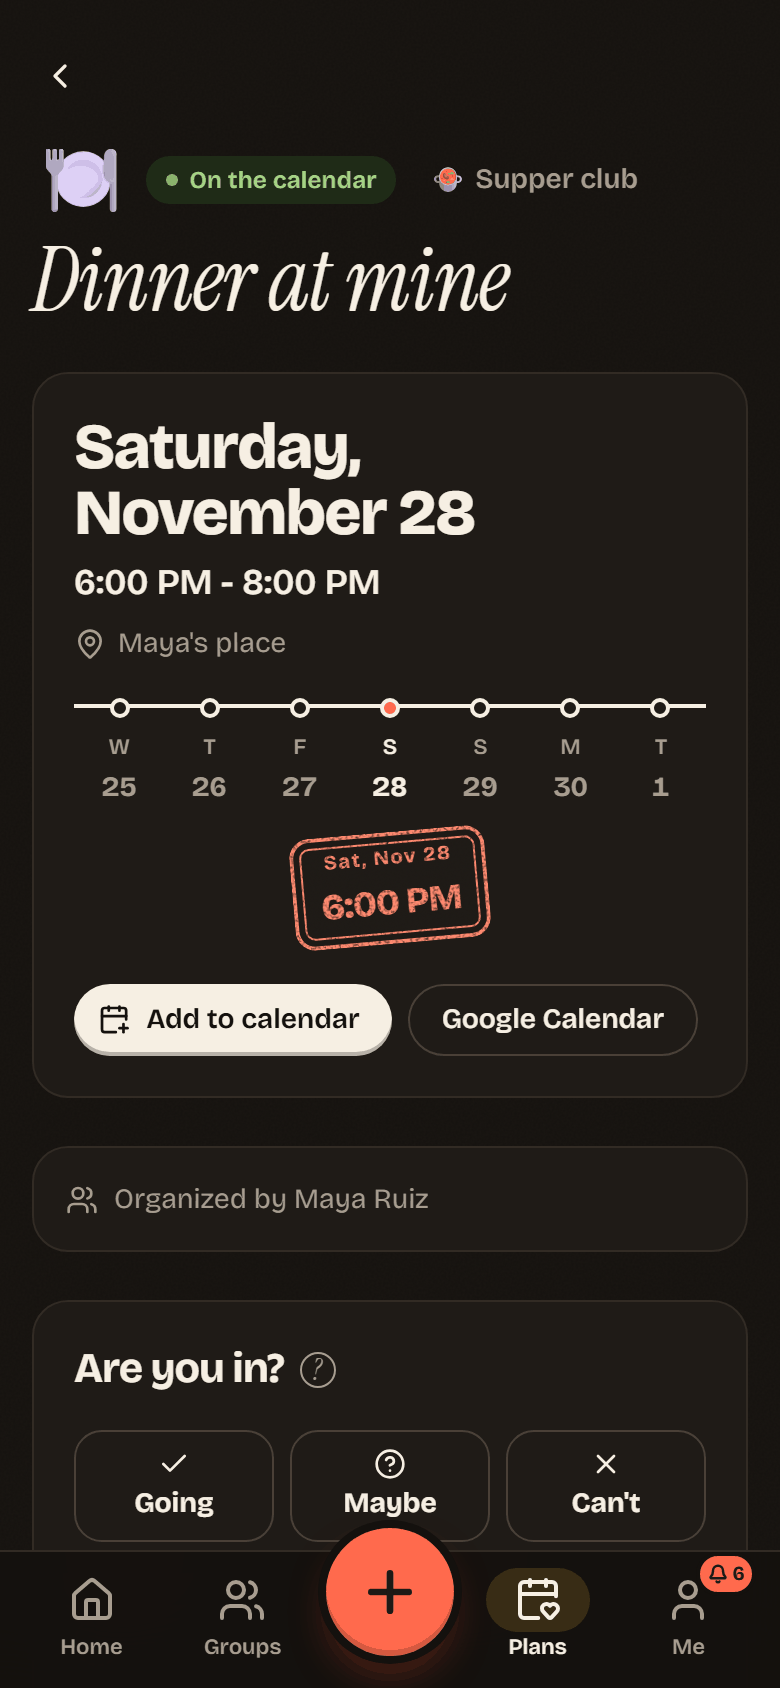 On the calendar
Supper club
Dinner at mine
Saturday,
November 28
6:00 PM - 8:00 PM
Maya's place
W T F S S M T
25 26 27 28 29 30 1
Sat, Nov 28
6:00 PM
Add to calendar
Google Calendar
Organized by Maya Ruiz
Are you in? ?
Going
Maybe
Can't
6
Home
Groups
Plans
Me